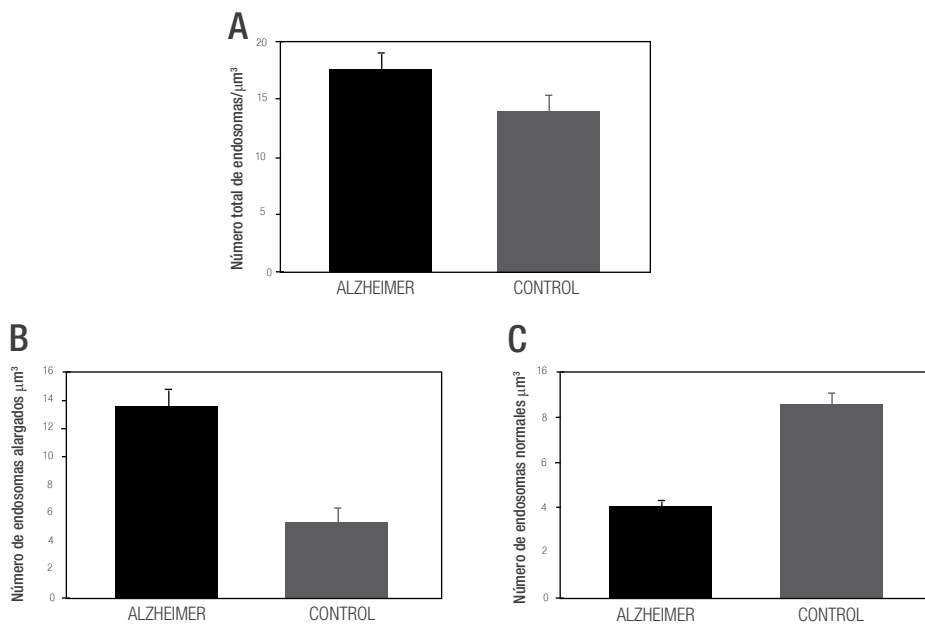 A
Número total de endosomas/μm³
20
15
10
5
0
ALZHEIMER CONTROL
B
Número de endosomas alargados μm³
16
14
12
10
8
6
4
2
0
ALZHEIMER CONTROL
C
Número de endosomas normales μm³
16
8
6
4
2
0
ALZHEIMER CONTROL